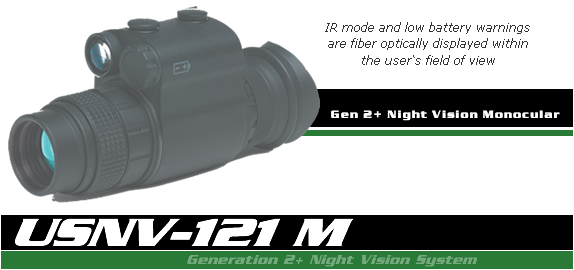 IR mode and low battery warnings
are fiber optically displayed within
the user's field of view
Gen 2+ Night Vision Monocular
USNV-121 M
Generation 2+ Night Vision System